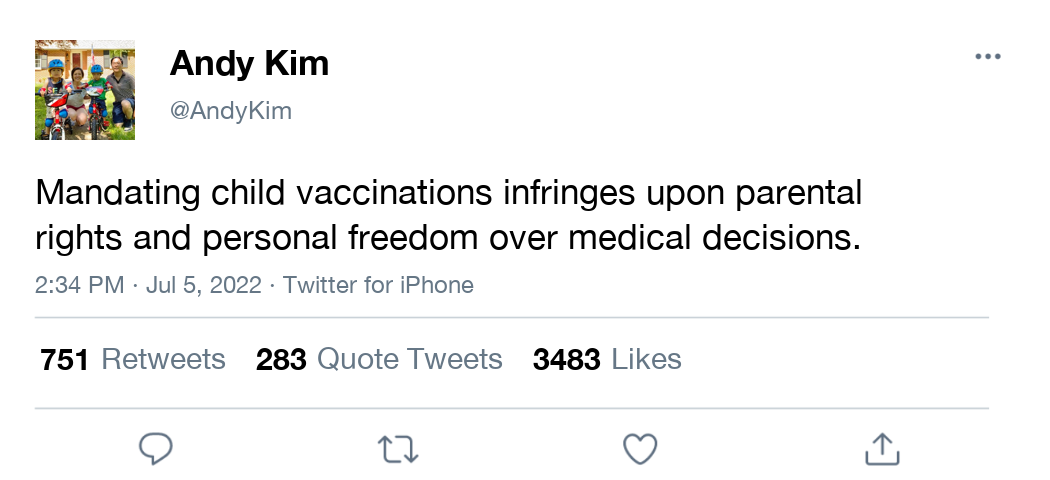 Andy Kim
@AndyKim
Mandating child vaccinations infringes upon parental
rights and personal freedom over medical decisions.
2:34 PM · Jul 5, 2022 · Twitter for iPhone
751 Retweets 283 Quote Tweets 3483 Likes